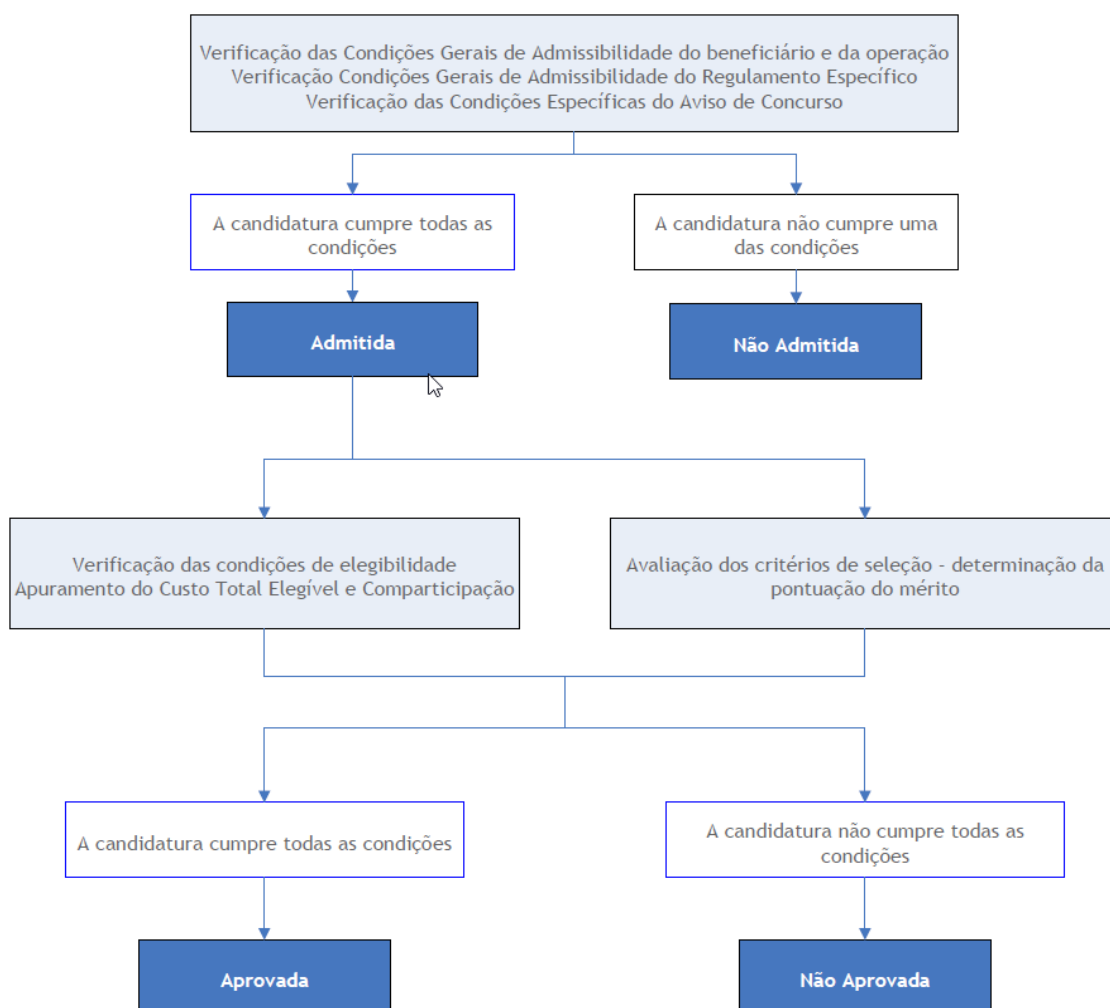 Verificação das Condições Gerais de Admissibilidade do beneficiário e da operação
Verificação Condições Gerais de Admissibilidade do Regulamento Específico
Verificação das Condições Específicas do Aviso de Concurso
A candidatura cumpre todas as
condições
A candidatura não cumpre uma
das condições
Admitida
Não Admitida
Verificação das condições de elegibilidade
Apuramento do Custo Total Elegível e Comparticipação
Avaliação dos critérios de seleção - determinação da
pontuação do mérito
A candidatura cumpre todas as condições
A candidatura não cumpre todas as
condições
Aprovada
Não Aprovada